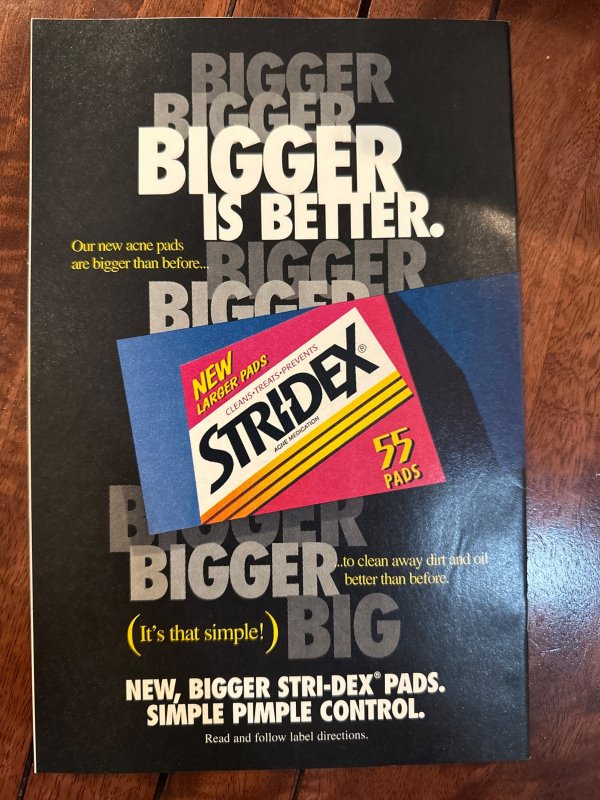 BIGGER
BIGGER
BIGGER
IS BETTER.
Our new acne pads
are bigger than before...
BIGGER
BIGGER
NEW
LARGER PADS
CLEANS•TREATS•PREVENTS
STRI-DEX®
ACNE MEDICATION
55
PADS
BIGGER
BIGGER
...to clean away dirt and oil
better than before.
(It's that simple!)
BIG
NEW, BIGGER STRI-DEX® PADS.
SIMPLE PIMPLE CONTROL.
Read and follow label directions.